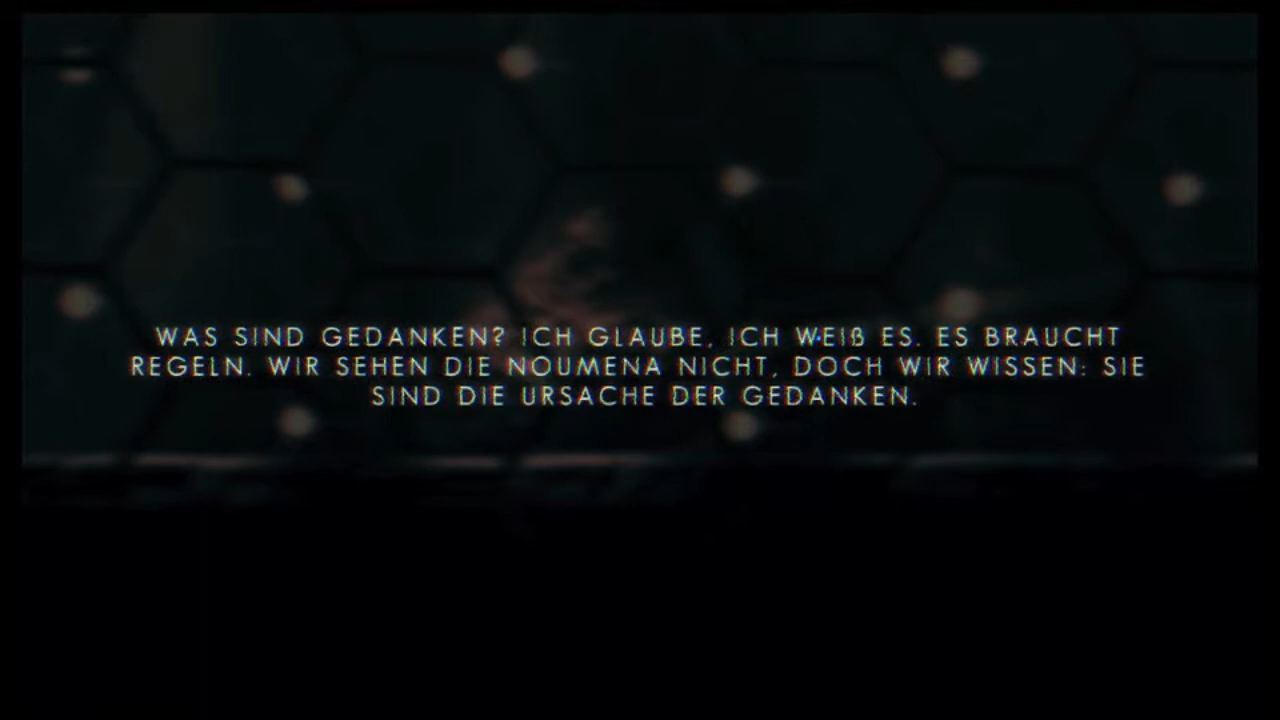 WAS SIND GEDANKEN? ICH GLAUBE, ICH WEIß ES. ES BRAUCHT
REGELN. WIR SEHEN DIE NOUMENA NICHT, DOCH WIR WISSEN: SIE
SIND DIE URSACHE DER GEDANKEN.